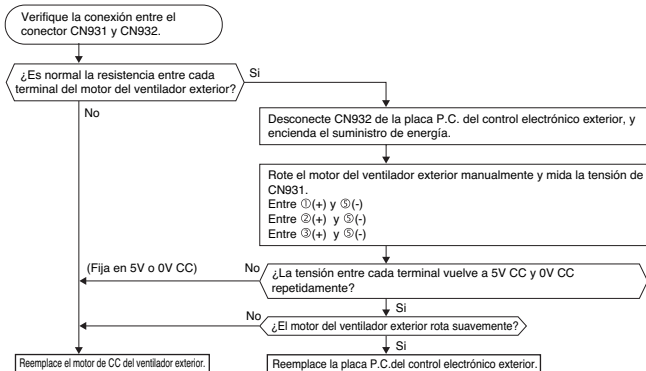 Verifique la conexión entre el
conector CN931 y CN932.
¿Es normal la resistencia entre cada
terminal del motor del ventilador exterior?
Si
No
Desconecte CN932 de la placa P.C. del control electrónico exterior, y
encienda el suministro de energía.
Rote el motor del ventilador exterior manualmente y mida la tensión de
CN931.
Entre ①(+) y ⑤(-)
Entre ②(+) y ⑤(-)
Entre ③(+) y ⑤(-)
(Fija en 5V o 0V CC)
No
¿La tensión entre cada terminal vuelve a 5V CC y 0V CC
repetidamente?
Si
No
¿El motor del ventilador exterior rota suavemente?
Si
Reemplace el motor de CC del ventilador exterior.
Reemplace la placa P.C.del control electrónico exterior.